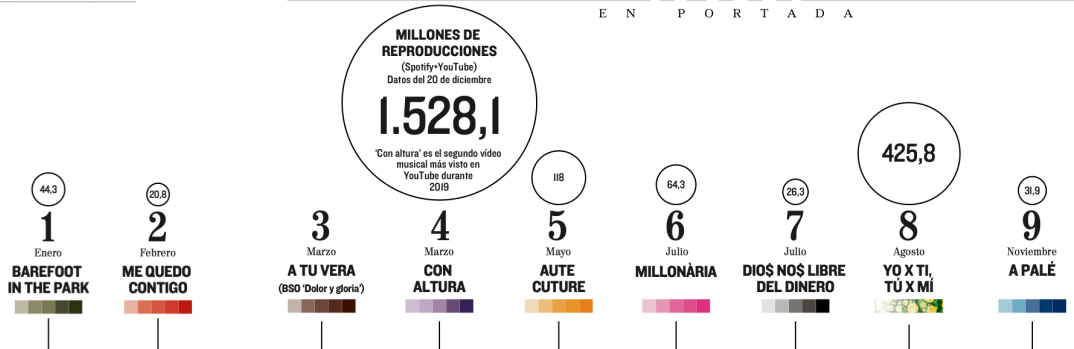 EN PORTADA
MILLONES DE
REPRODUCCIONES
(Spotify+YouTube)
Datos del 20 de diciembre
1.528,1
'Con altura' es el segundo vídeo
musical más visto en
YouTube durante
2019
44,3
1
Enero
BAREFOOT
IN THE PARK
20,8
2
Febrero
ME QUEDO
CONTIGO
3
Marzo
A TU VERA
(BSO 'Dolor y gloria')
4
Marzo
CON
ALTURA
118
5
Mayo
AUTE
CUTURE
64,3
6
Julio
MILLONÀRIA
26,3
7
Julio
DIO$ NO$ LIBRE
DEL DINERO
425,8
8
Agosto
YO X TI,
TÚ X MÍ
31,9
9
Noviembre
A PALÉ